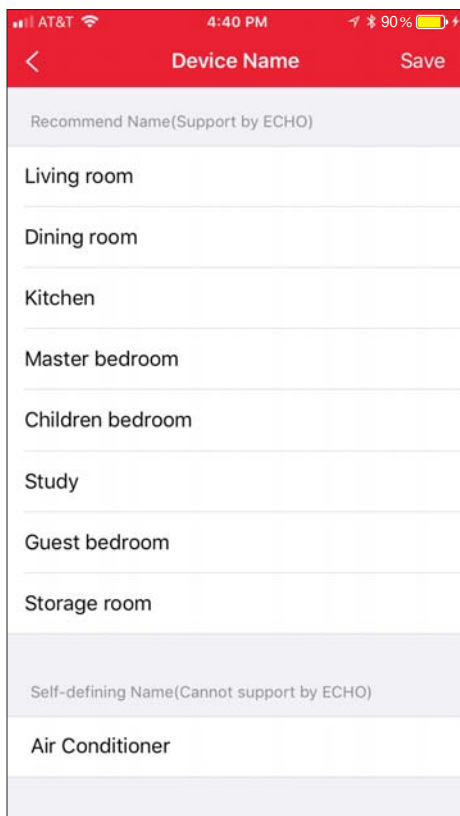 AT&T 4:40 PM 90%
Device Name Save
Recommend Name(Support by ECHO)
Living room
Dining room
Kitchen
Master bedroom
Children bedroom
Study
Guest bedroom
Storage room
Self-defining Name(Cannot support by ECHO)
Air Conditioner